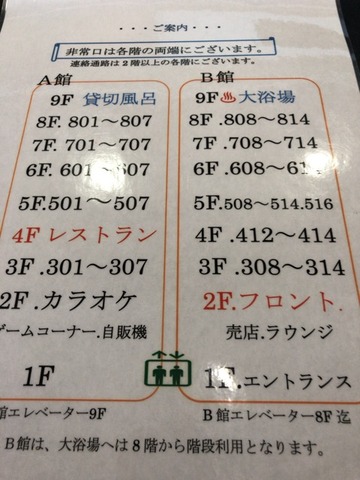 ・・・ご案内・・・
非常口は各階の両端にございます。
連絡通路は２階以上の各階にございます。
A館
9F 貸切風呂
8F. 801～807
7F. 701～707
6F. 601～607
5F.501～507
4F レストラン
3F .301～307
2F. カラオケ
ゲームコーナー.自販機
1F
館エレベーター9F
B館
9F♨大浴場
8F .808～814
7F .708～714
6F .608～614
5F.508～514.516
4F .412～414
3F .308～314
2F.フロント.
売店.ラウンジ
1F.エントランス
B館エレベーター8F迄
B館は、大浴場へは8階から階段利用となります。